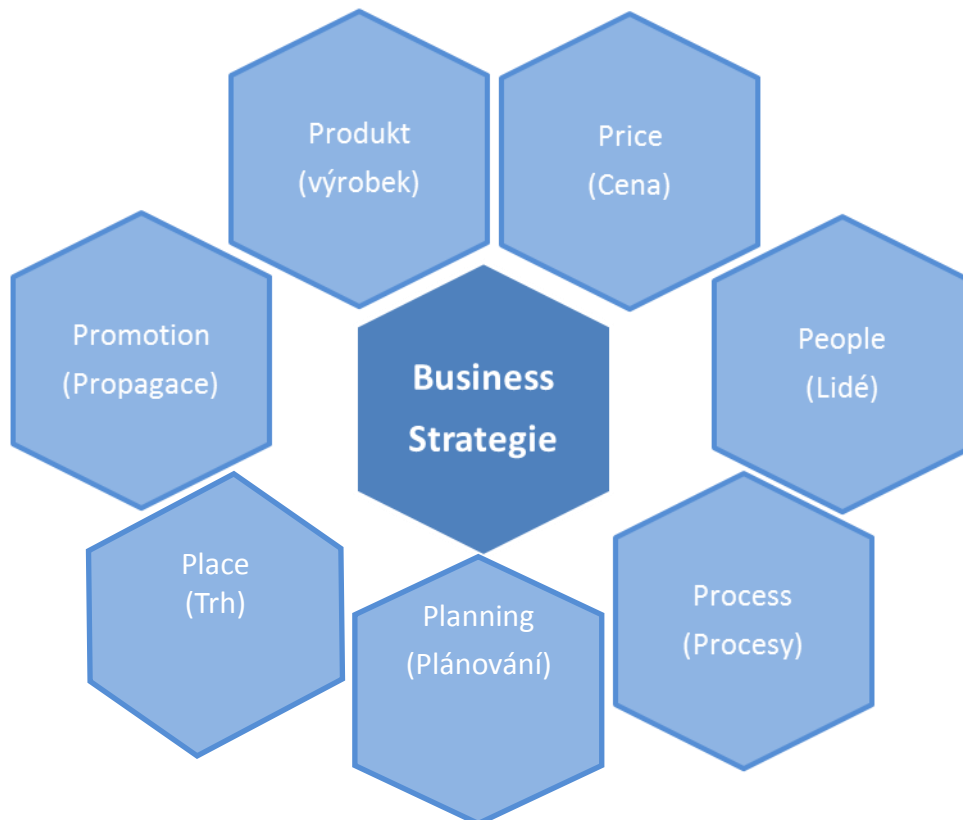 Produkt
(výrobek)
Price
(Cena)
Promotion
(Propagace)
Business
Strategie
People
(Lidé)
Place
(Trh)
Planning
(Plánování)
Process
(Procesy)